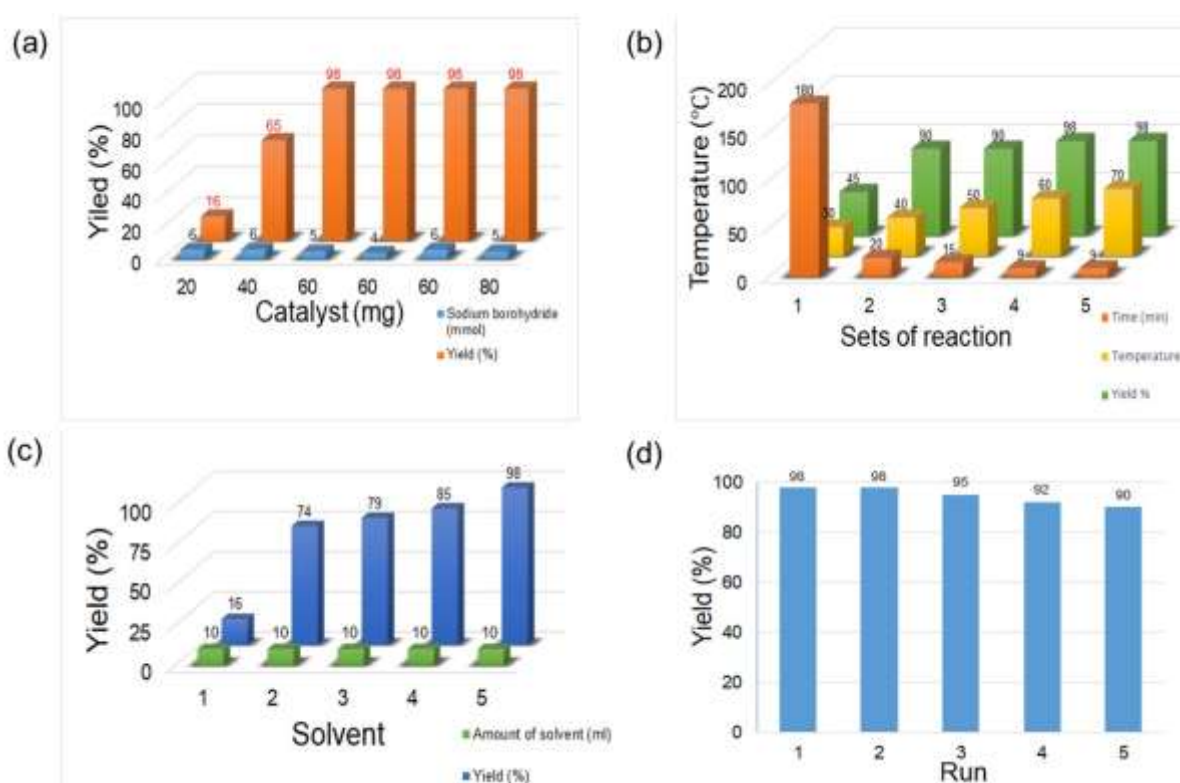 (a)
Yiled (%)
100
80
60
40
20
0
16 65 98 98 98 98
6 6 5 4 6 5
20 40 60 60 60 80
Catalyst (mg)
Sodium borohydride (mmol)
Yield (%)
(b)
Temperature (°C)
200
150
100
50
0
180 20 15 9 9
30 40 50 60 70
45 90 90 98 98
1 2 3 4 5
Sets of reaction
Time (min)
Temperature
Yield %
(c)
Yield (%)
100
75
50
25
0
16 74 79 85 98
10 10 10 10 10
1 2 3 4 5
Solvent
Amount of solvent (ml)
Yield (%)
(d)
Yield (%)
100
80
60
40
20
0
98 98 95 92 90
1 2 3 4 5
Run